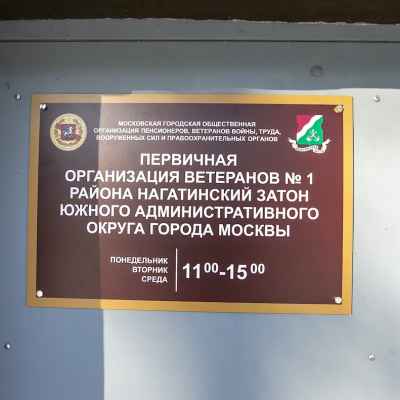 МОСКОВСКАЯ ГОРОДСКАЯ ОБЩЕСТВЕННАЯ
ОРГАНИЗАЦИЯ ПЕНСИОНЕРОВ, ВЕТЕРАНОВ ВОЙНЫ, ТРУДА,
ВООРУЖЕННЫХ СИЛ И ПРАВООХРАНИТЕЛЬНЫХ ОРГАНОВ
ПЕРВИЧНАЯ
ОРГАНИЗАЦИЯ ВЕТЕРАНОВ № 1
РАЙОНА НАГАТИНСКИЙ ЗАТОН
ЮЖНОГО АДМИНИСТРАТИВНОГО
ОКРУГА ГОРОДА МОСКВЫ
ПОНЕДЕЛЬНИК
ВТОРНИК
СРЕДА
11⁰⁰-15⁰⁰